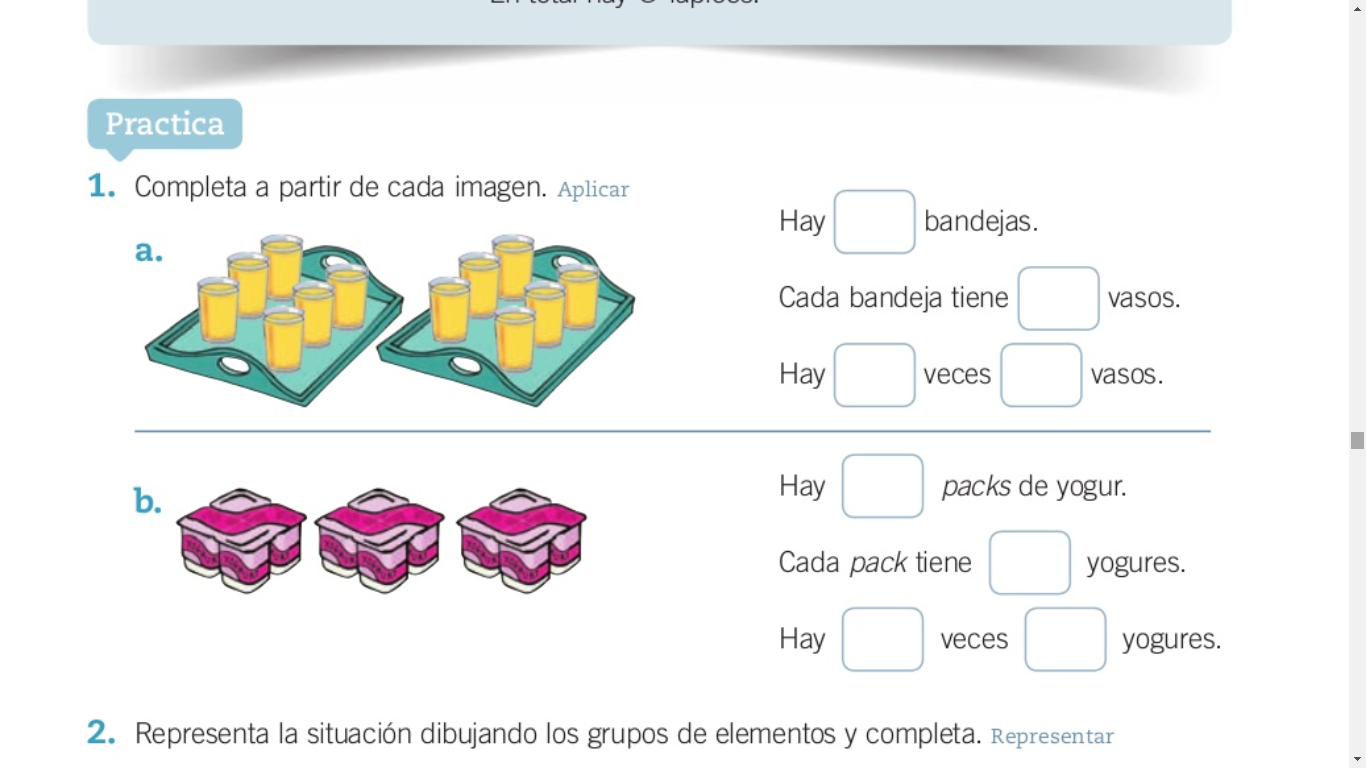 Practica
1. Completa a partir de cada imagen. Aplicar
a.
Hay bandejas.
Cada bandeja tiene vasos.
Hay veces vasos.
b.
Hay packs de yogur.
Cada pack tiene yogures.
Hay veces yogures.
2. Representa la situación dibujando los grupos de elementos y completa. Representar